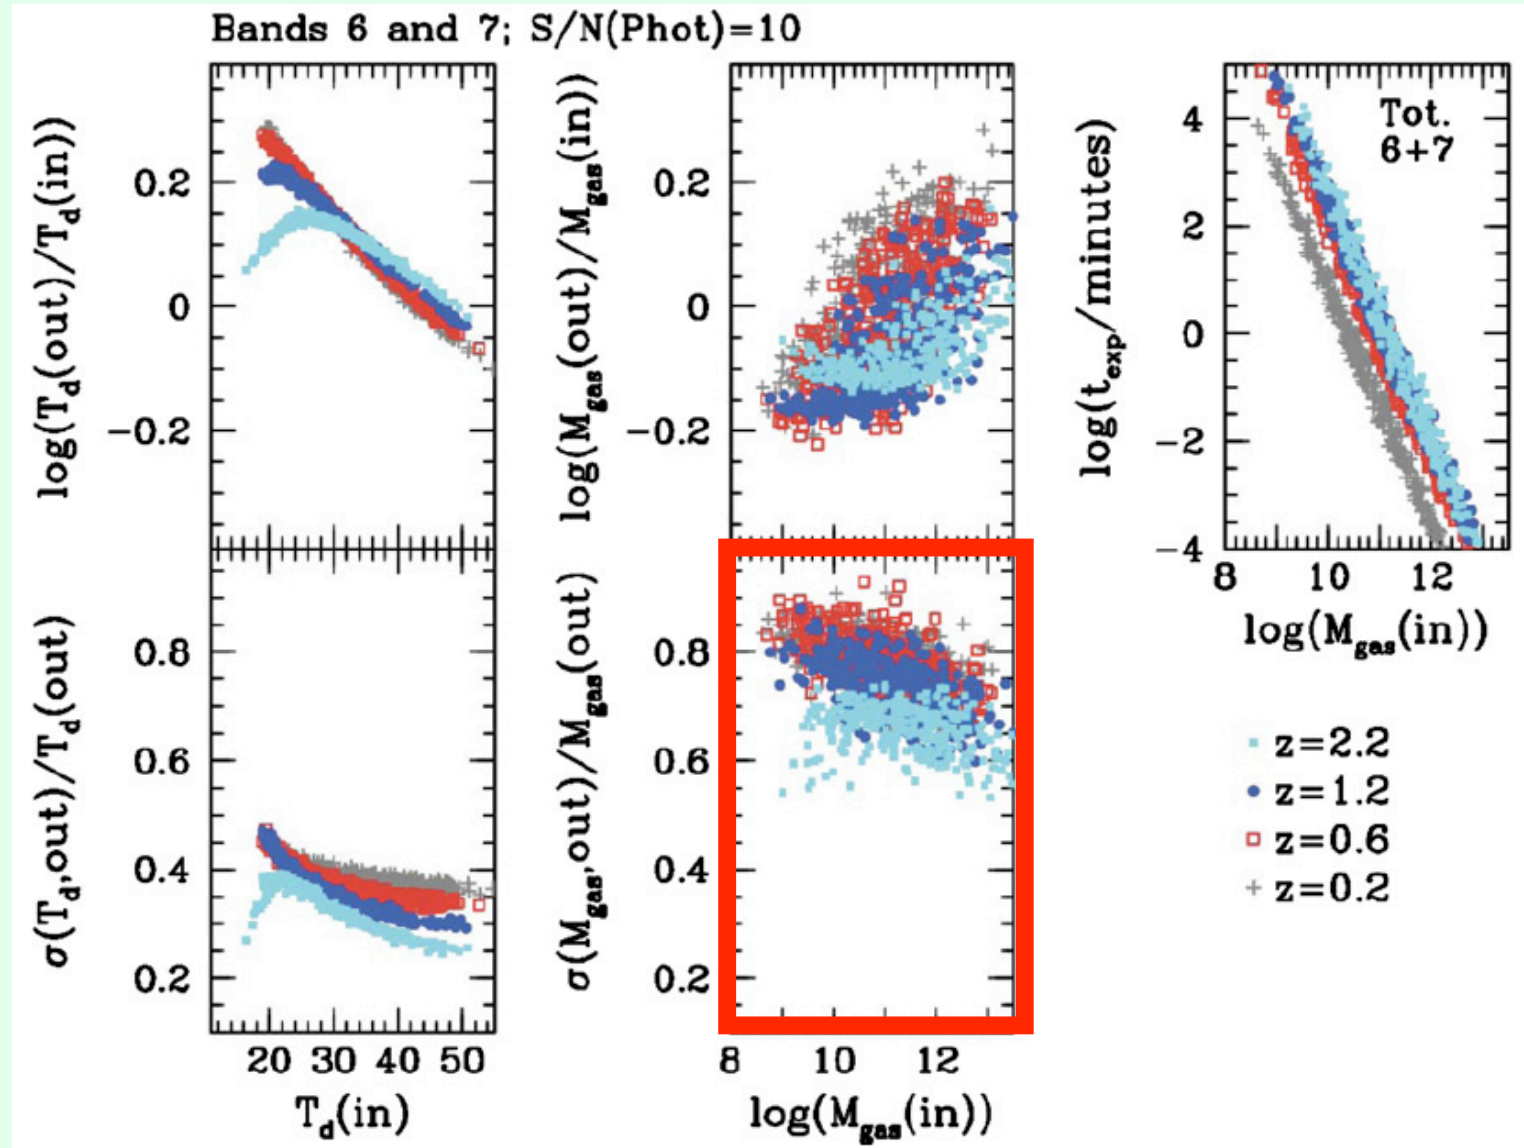 Bands 6 and 7; S/N(Phot)=10
log(T_d(out)/T_d(in))
0.2
0
−0.2
log(M_gas(out)/M_gas(in))
0.2
0
−0.2
log(t_exp/minutes)
4
2
0
−2
−4
Tot.
6+7
8 10 12
log(M_gas(in))
σ(T_d,out)/T_d(out)
0.8
0.6
0.4
0.2
20 30 40 50
T_d(in)
σ(M_gas,out)/M_gas(out)
0.8
0.6
0.4
0.2
8 10 12
log(M_gas(in))
z=2.2
z=1.2
z=0.6
z=0.2